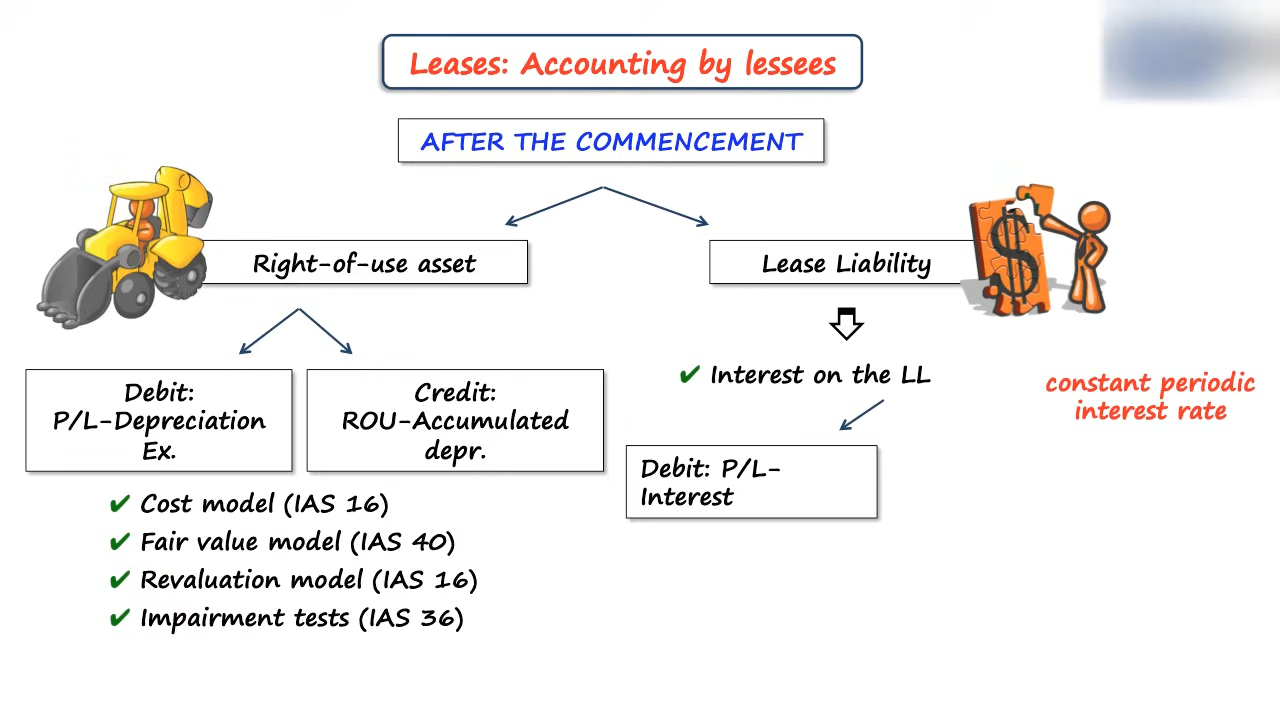 Leases: Accounting by lessees
AFTER THE COMMENCEMENT
Right-of-use asset
Lease Liability
Debit:
P/L-Depreciation
Ex.
Credit:
ROU-Accumulated
depr.
✔ Cost model (IAS 16)
✔ Fair value model (IAS 40)
✔ Revaluation model (IAS 16)
✔ Impairment tests (IAS 36)
$
✔ Interest on the LL
constant periodic
interest rate
Debit: P/L-
Interest